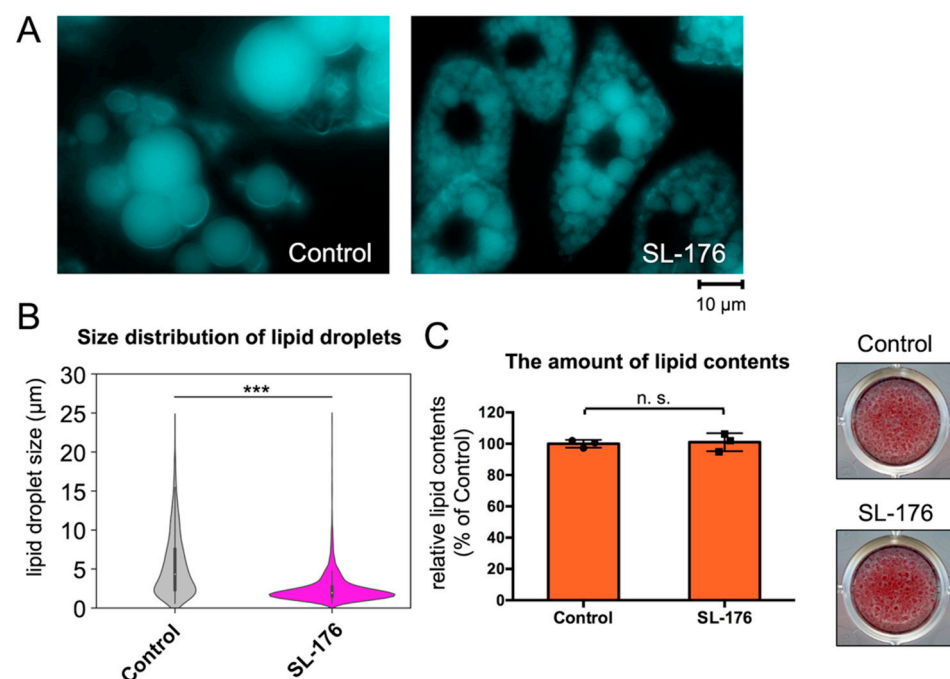 A
Control
SL-176
10 µm
B
Size distribution of lipid droplets
lipid droplet size (µm)
30
25
20
15
10
5
0
***
Control
SL-176
C
The amount of lipid contents
relative lipid contents
(% of Control)
120
100
80
60
40
20
0
n. s.
Control
SL-176
Control
SL-176